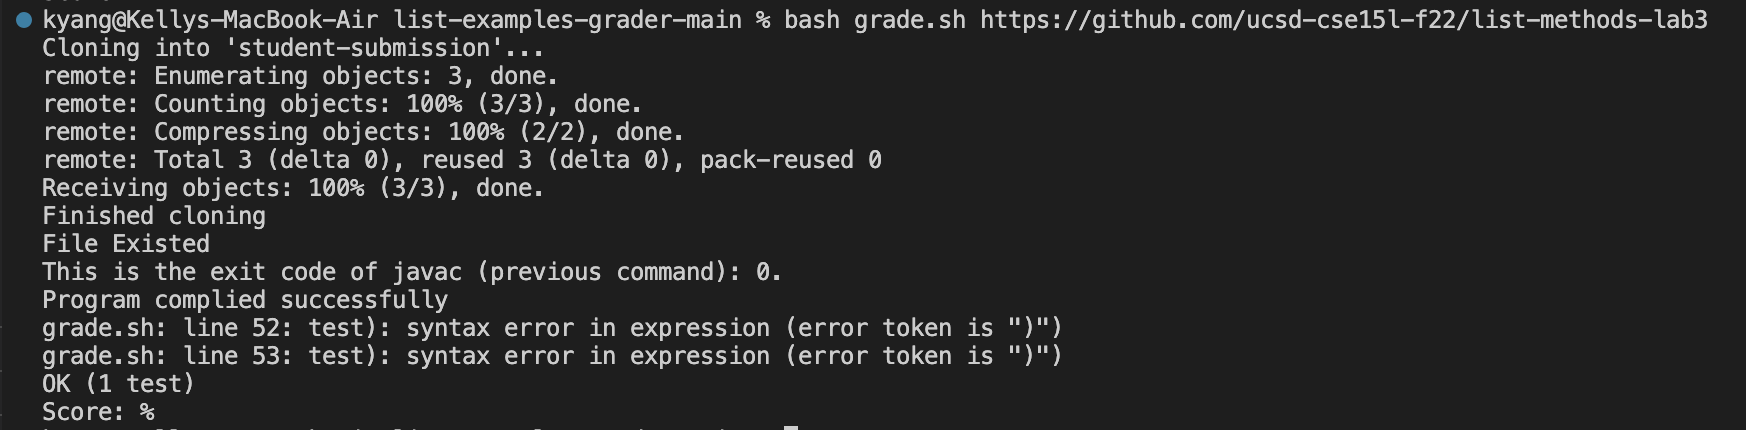 kyang@Kellys-MacBook-Air list-examples-grader-main % bash grade.sh https://github.com/ucsd-cse15l-f22/list-methods-lab3
Cloning into 'student-submission'...
remote: Enumerating objects: 3, done.
remote: Counting objects: 100% (3/3), done.
remote: Compressing objects: 100% (2/2), done.
remote: Total 3 (delta 0), reused 3 (delta 0), pack-reused 0
Receiving objects: 100% (3/3), done.
Finished cloning
File Existed
This is the exit code of javac (previous command): 0.
Program complied successfully
grade.sh: line 52: test): syntax error in expression (error token is ")")
grade.sh: line 53: test): syntax error in expression (error token is ")")
OK (1 test)
Score: %